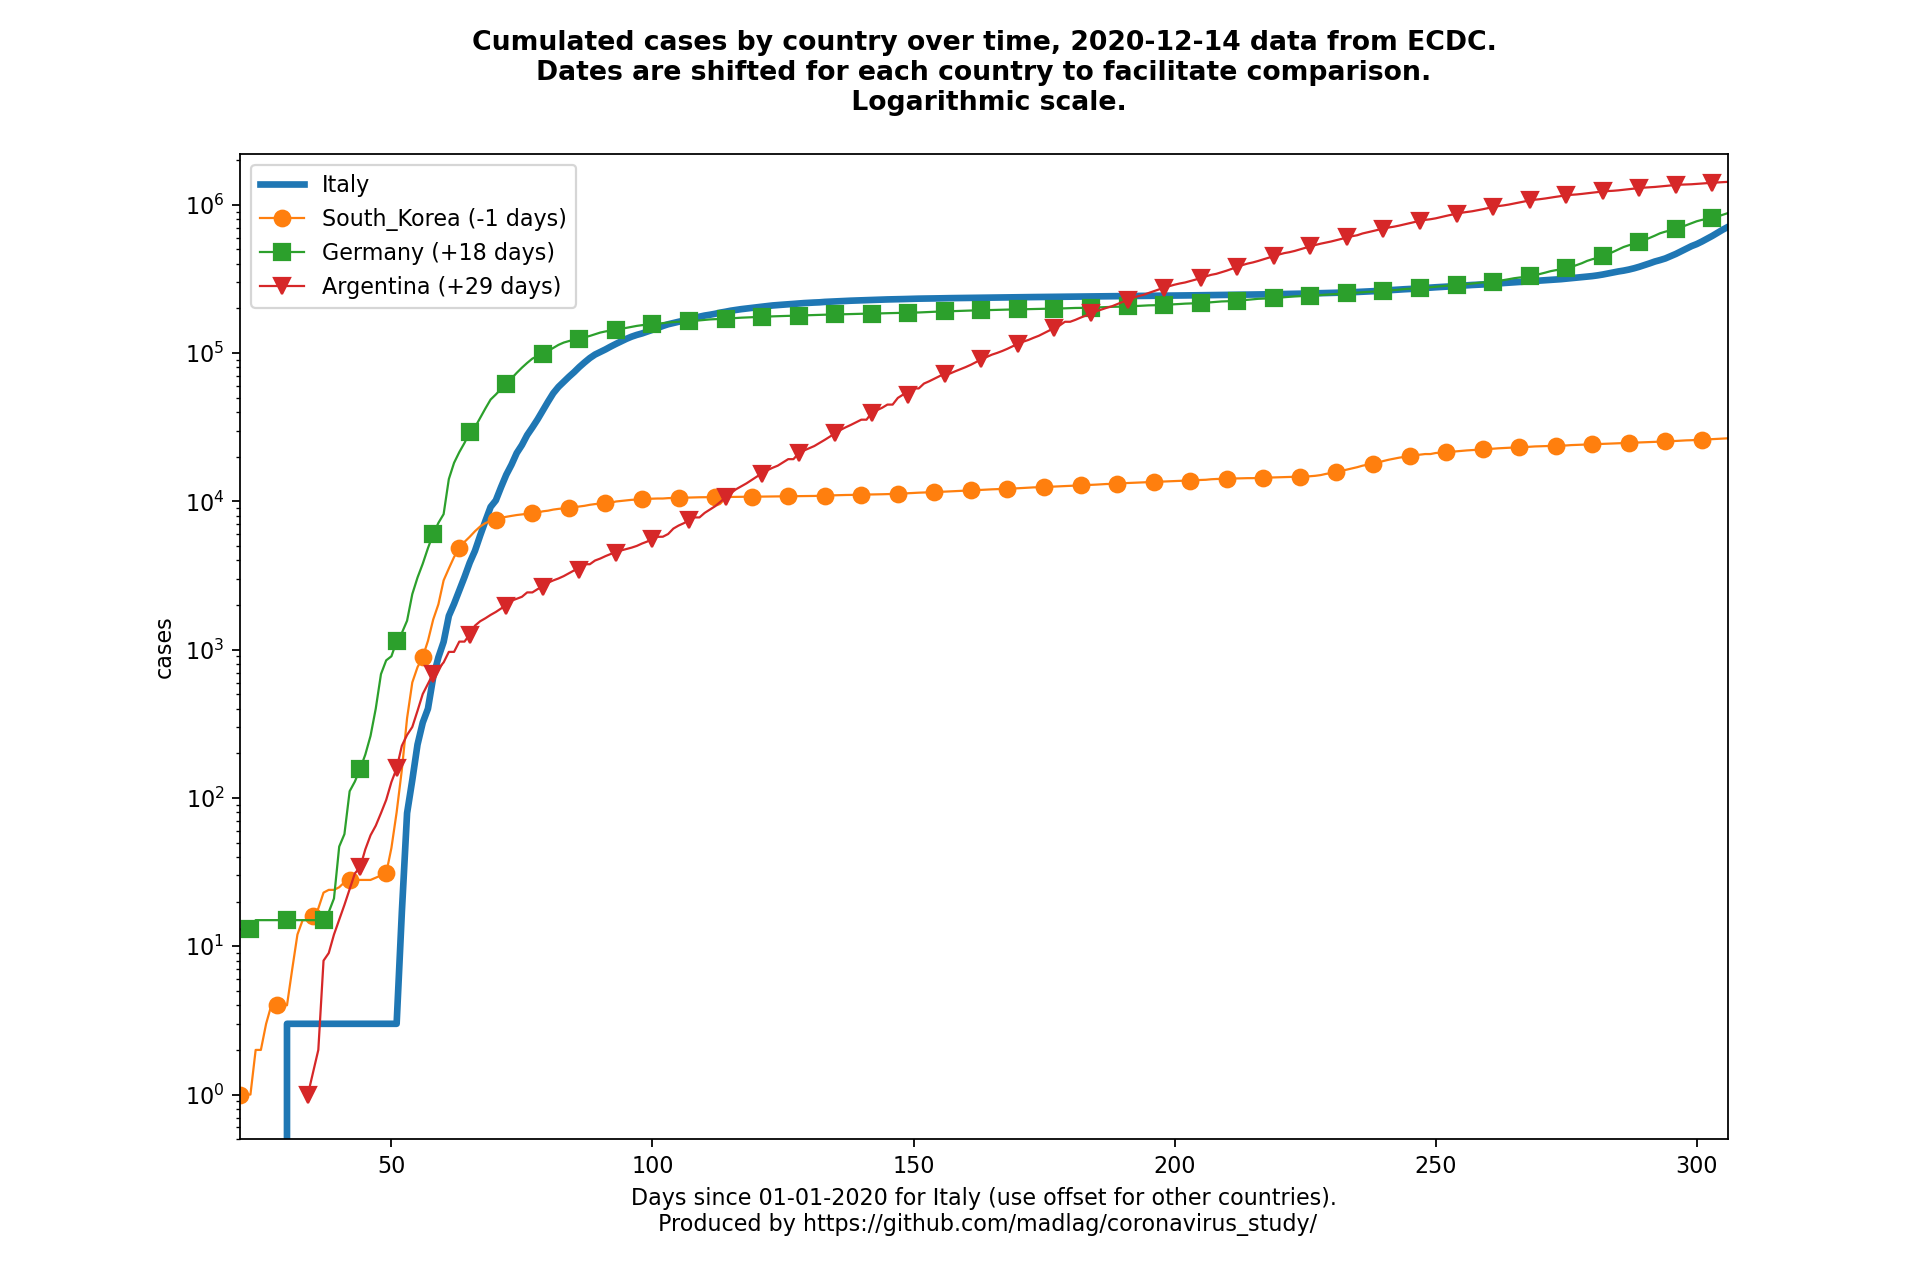 Cumulated cases by country over time, 2020-12-14 data from ECDC.
Dates are shifted for each country to facilitate comparison.
Logarithmic scale.
Italy
South_Korea (-1 days)
Germany (+18 days)
Argentina (+29 days)
10^6
10^5
10^4
10^3
10^2
10^1
10^0
cases
50 100 150 200 250 300
Days since 01-01-2020 for Italy (use offset for other countries).
Produced by https://github.com/madlag/coronavirus_study/